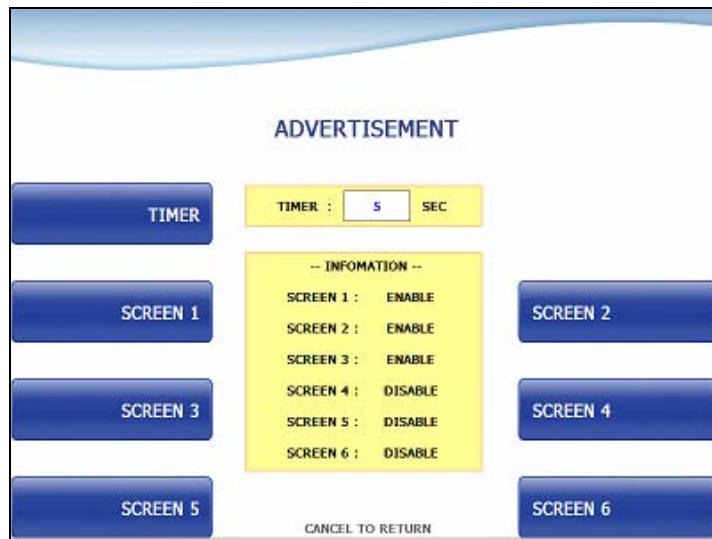 ADVERTISEMENT
TIMER
TIMER : 5 SEC
-- INFOMATION --
SCREEN 1 : ENABLE
SCREEN 2 : ENABLE
SCREEN 3 : ENABLE
SCREEN 4 : DISABLE
SCREEN 5 : DISABLE
SCREEN 6 : DISABLE
SCREEN 1
SCREEN 2
SCREEN 3
SCREEN 4
SCREEN 5
SCREEN 6
CANCEL TO RETURN